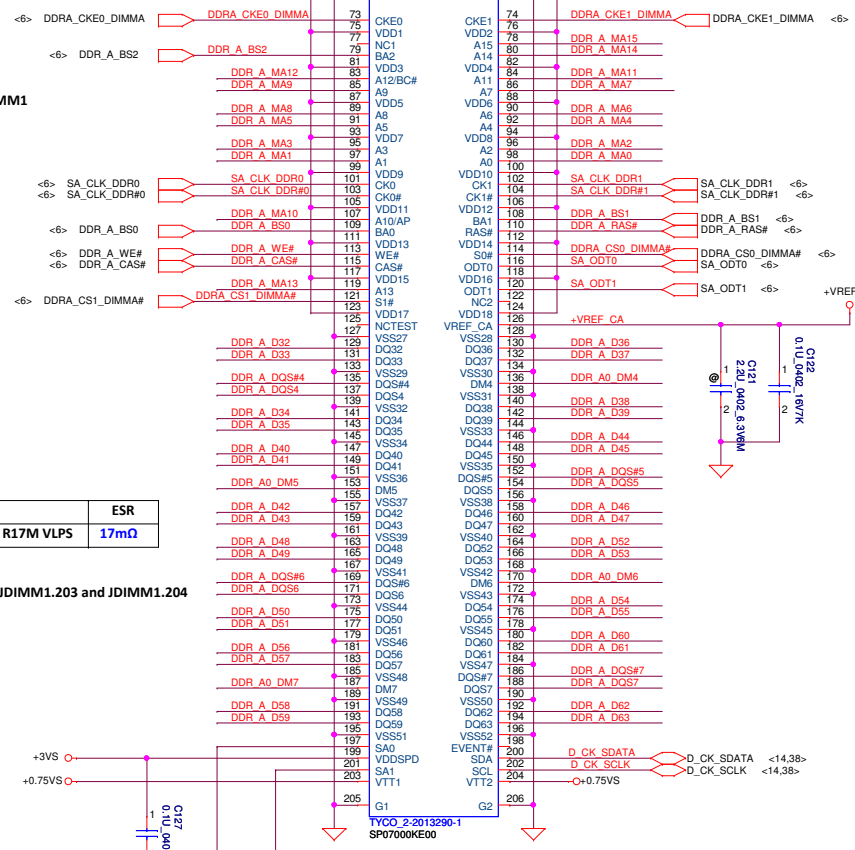 <6> DDRA_CKE0_DIMMA DDRA_CKE0_DIMMA 73 CKE0 CKE1 74 DDRA_CKE1_DIMMA DDRA_CKE1_DIMMA <6>
75 VDD1 VDD2 76
77 NC1 A15 78 DDR_A_MA15
<6> DDR_A_BS2 DDR_A_BS2 79 BA2 A14 80 DDR_A_MA14
81 VDD3 VDD4 82
DDR_A_MA12 83 A12/BC# A11 84 DDR_A_MA11
DDR_A_MA9 85 A9 A7 86 DDR_A_MA7
MM1 87 VDD5 VDD6 88
DDR_A_MA8 89 A8 A6 90 DDR_A_MA6
DDR_A_MA5 91 A5 A4 92 DDR_A_MA4
93 VDD7 VDD8 94
DDR_A_MA3 95 A3 A2 96 DDR_A_MA2
DDR_A_MA1 97 A1 A0 98 DDR_A_MA0
99 VDD9 VDD10 100
<6> SA_CLK_DDR0 SA_CLK_DDR0 101 CK0 CK1 102 SA_CLK_DDR1 SA_CLK_DDR1 <6>
<6> SA_CLK_DDR#0 SA_CLK_DDR#0 103 CK0# CK1# 104 SA_CLK_DDR#1 SA_CLK_DDR#1 <6>
105 VDD11 VDD12 106
DDR_A_MA10 107 A10/AP BA1 108 DDR_A_BS1 DDR_A_BS1 <6>
<6> DDR_A_BS0 DDR_A_BS0 109 BA0 RAS# 110 DDR_A_RAS# DDR_A_RAS# <6>
111 VDD13 VDD14 112
<6> DDR_A_WE# DDR_A_WE# 113 WE# S0# 114 DDRA_CS0_DIMMA# DDRA_CS0_DIMMA# <6>
<6> DDR_A_CAS# DDR_A_CAS# 115 CAS# ODT0 116 SA_ODT0 SA_ODT0 <6>
117 VDD15 VDD16 118
DDR_A_MA13 119 A13 ODT1 120 SA_ODT1 SA_ODT1 <6>
<6> DDRA_CS1_DIMMA# DDRA_CS1_DIMMA# 121 S1# NC2 122
123 VDD17 VDD18 124
125 NCTEST VREF_CA 126 +VREF_CA +VREF
127 VSS27 VSS28 128
DDR_A_D32 129 DQ32 DQ36 130 DDR_A_D36
DDR_A_D33 131 DQ33 DQ37 132 DDR_A_D37
133 VSS29 VSS30 134
DDR_A_DQS#4 135 DQS#4 DM4 136 DDR_A0_DM4
DDR_A_DQS4 137 DQS4 VSS31 138
139 VSS32 DQ38 140 DDR_A_D38
DDR_A_D34 141 DQ34 DQ39 142 DDR_A_D39
DDR_A_D35 143 DQ35 VSS33 144
145 VSS34 DQ44 146 DDR_A_D44
DDR_A_D40 147 DQ40 DQ45 148 DDR_A_D45
DDR_A_D41 149 DQ41 VSS35 150
151 VSS36 DQS#5 152 DDR_A_DQS#5
DDR_A0_DM5 153 DM5 DQS5 154 DDR_A_DQS5
155 VSS37 VSS38 156
DDR_A_D42 157 DQ42 DQ46 158 DDR_A_D46
DDR_A_D43 159 DQ43 DQ47 160 DDR_A_D47
161 VSS39 VSS40 162
DDR_A_D48 163 DQ48 DQ52 164 DDR_A_D52
DDR_A_D49 165 DQ49 DQ53 166 DDR_A_D53
167 VSS41 VSS42 168
DDR_A_DQS#6 169 DQS#6 DM6 170 DDR_A0_DM6
DDR_A_DQS6 171 DQS6 VSS43 172
173 VSS44 DQ54 174 DDR_A_D54
DDR_A_D50 175 DQ50 DQ55 176 DDR_A_D55
DDR_A_D51 177 DQ51 VSS45 178
179 VSS46 DQ60 180 DDR_A_D60
DDR_A_D56 181 DQ56 DQ61 182 DDR_A_D61
DDR_A_D57 183 DQ57 VSS47 184
185 VSS48 DQS#7 186 DDR_A_DQS#7
DDR_A0_DM7 187 DM7 DQS7 188 DDR_A_DQS7
189 VSS49 VSS50 190
DDR_A_D58 191 DQ58 DQ62 192 DDR_A_D62
DDR_A_D59 193 DQ59 DQ63 194 DDR_A_D63
195 VSS51 VSS52 196
197 SA0 EVENT# 198
+3VS 199 VDDSPD SDA 200 D_CK_SDATA D_CK_SDATA <14,38>
201 SA1 SCL 202 D_CK_SCLK D_CK_SCLK <14,38>
+0.75VS 203 VTT1 VTT2 204 +0.75VS
205 G1 G2 206
TYCO_2-2013290-1
SP07000KE00
ESR
R17M VLPS 17mΩ
JDIMM1.203 and JDIMM1.204
@ 1 2
C121
2.2U_0402_6.3V6M
1 2
C122
0.1U_0402_16V7K
1
C127
0.1U_040